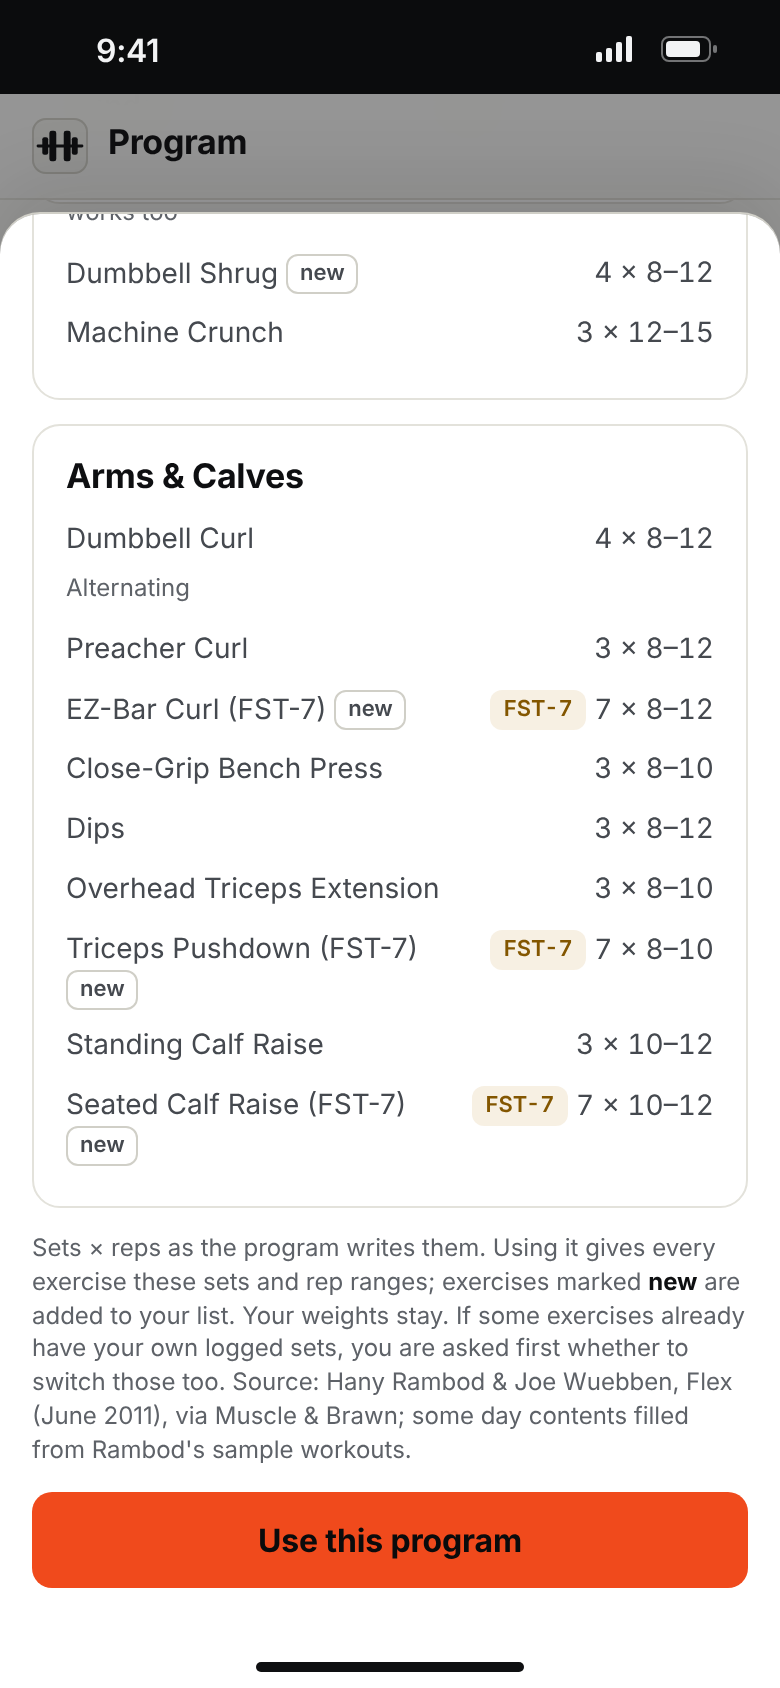 9:41
Program
works too
Dumbbell Shrug new 4 × 8–12
Machine Crunch 3 × 12–15
Arms & Calves
Dumbbell Curl 4 × 8–12
Alternating
Preacher Curl 3 × 8–12
EZ-Bar Curl (FST-7) new FST-7 7 × 8–12
Close-Grip Bench Press 3 × 8–10
Dips 3 × 8–12
Overhead Triceps Extension 3 × 8–10
Triceps Pushdown (FST-7) FST-7 7 × 8–10
new
Standing Calf Raise 3 × 10–12
Seated Calf Raise (FST-7) FST-7 7 × 10–12
new
Sets × reps as the program writes them. Using it gives every
exercise these sets and rep ranges; exercises marked new are
added to your list. Your weights stay. If some exercises already
have your own logged sets, you are asked first whether to
switch those too. Source: Hany Rambod & Joe Wuebben, Flex
(June 2011), via Muscle & Brawn; some day contents filled
from Rambod's sample workouts.
Use this program